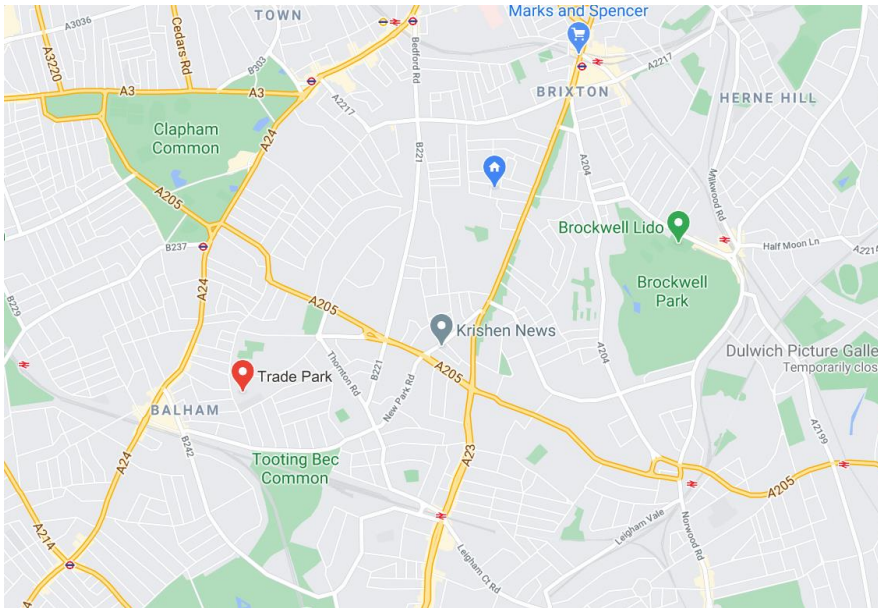 TOWN
Marks and Spencer
A3036
Cedars Rd
A3220
B303
Bedford Rd
A2217
A3
A3
A2217
BRIXTON
HERNE HILL
Clapham
Common
A24
B221
A204
Milkwood Rd
A205
Brockwell Lido
B237
Half Moon Ln
A2214
A24
Brockwell
Park
B229
A205
Krishen News
A204
Dulwich Picture Galle
Temporarily clos
Thornton Rd
B221
A205
Trade Park
New Park Rd
BALHAM
A2199
B242
A23
A24
Tooting Bec
Common
A205
A214
Leigham Vale
Norwood Rd
Leigham Ct Rd